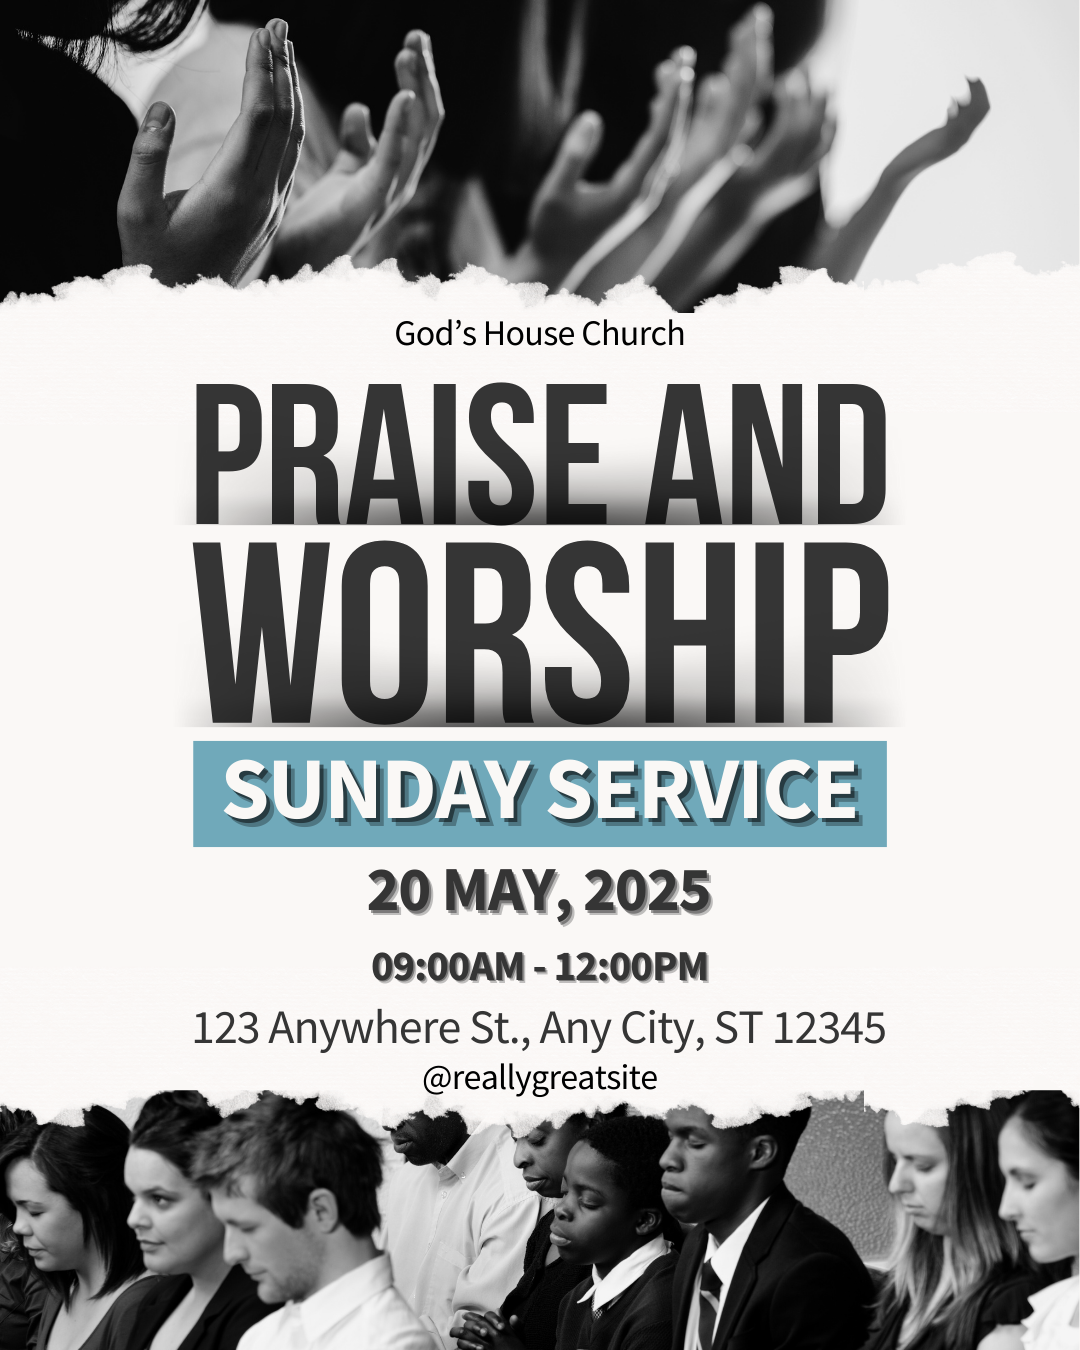 God’s House Church
PRAISE AND
WORSHIP
SUNDAY SERVICE
20 MAY, 2025
09:00AM - 12:00PM
123 Anywhere St., Any City, ST 12345
@reallygreatsite